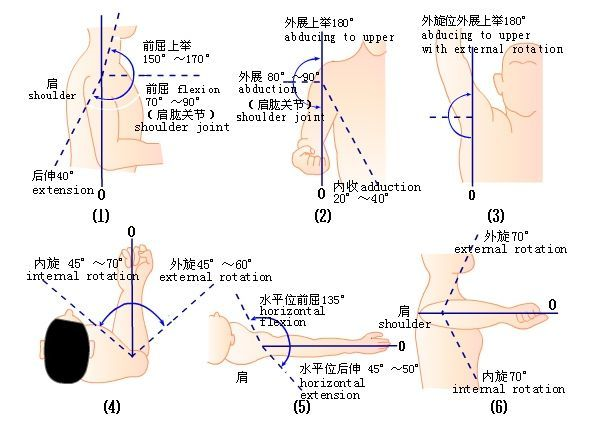 前屈上举
150° ～170°
肩
shoulder
前屈 flexion
70° ～90°
（肩肱关节）
shoulder joint
后伸40°
extension
0
(1)
外展上举180°
abducing to upper
外展 80° ～90°
abduction
（肩肱关节）
shoulder joint
内收adduction
20° ～40°
0
(2)
外旋位外展上举180°
abducing to upper
with external rotation
0
(3)
0
内旋 45° ～70°
internal rotation
外旋45° ～60°
external rotation
(4)
水平位前屈135°
horizontal
flexion
0
肩
水平位后伸 45° ～50°
horizontal
extension
(5)
外旋70°
external rotation
肩
shoulder
0
内旋70°
internal rotation
(6)